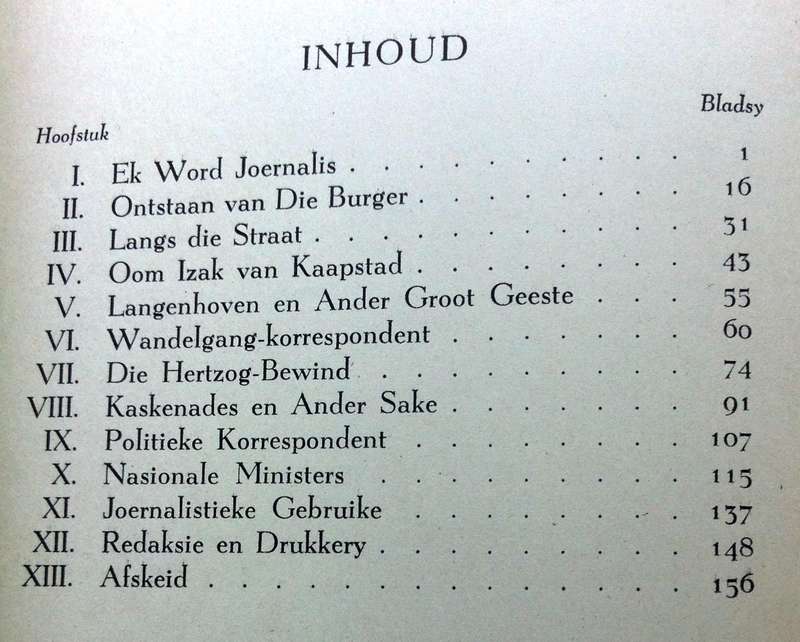 INHOUD
Hoofstuk Bladsy
I. Ek Word Joernalis . . . . . . . . . . 1
II. Ontstaan van Die Burger . . . . . . . . 16
III. Langs die Straat . . . . . . . . . . . 31
IV. Oom Izak van Kaapstad . . . . . . . . 43
V. Langenhoven en Ander Groot Geeste . . . 55
VI. Wandelgang-korrespondent . . . . . . . 60
VII. Die Hertzog-Bewind . . . . . . . . . 74
VIII. Kaskenades en Ander Sake . . . . . . . 91
IX. Politieke Korrespondent . . . . . . . . 107
X. Nasionale Ministers . . . . . . . . . 115
XI. Joernalistieke Gebruike . . . . . . . . 137
XII. Redaksie en Drukkery . . . . . . . . . 148
XIII. Afskeid . . . . . . . . . . . . . . 156